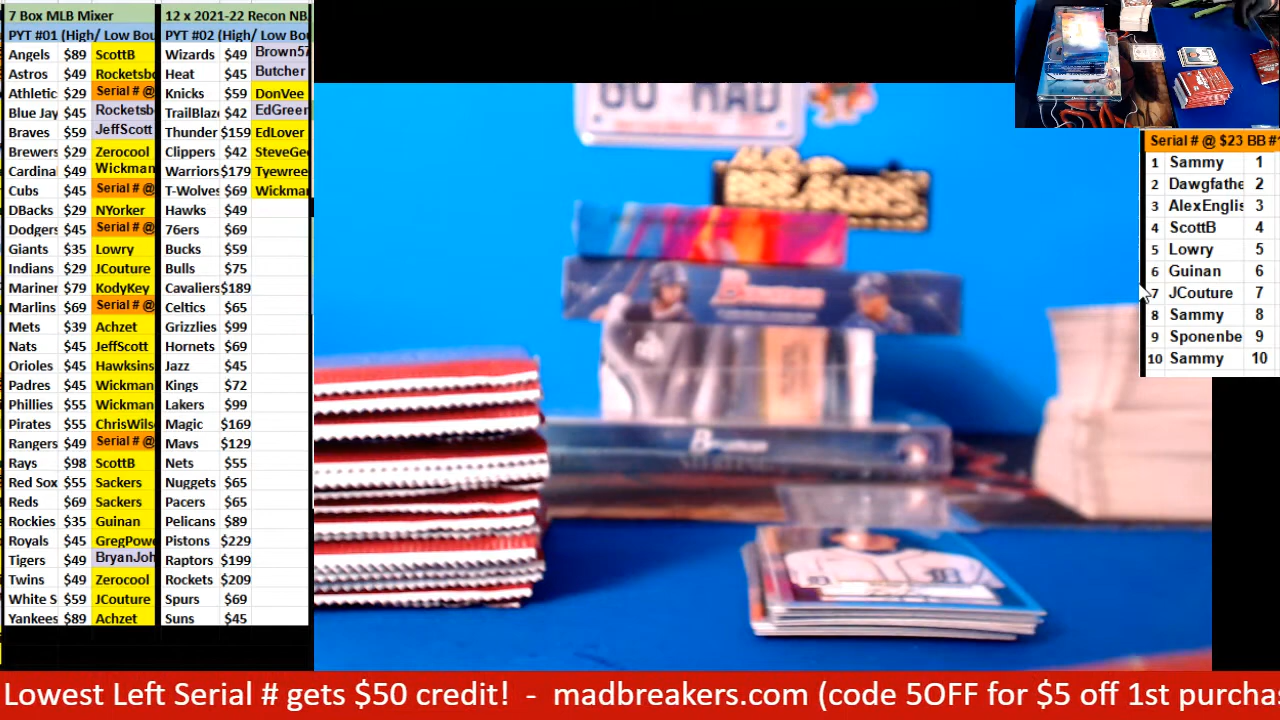 7 Box MLB Mixer
PYT #01 (High/ Low Bou
Angels $89 ScottB
Astros $49 Rocketsbo
Athletic $29 Serial # @
Blue Jay $45 Rocketsb
Braves $59 JeffScott
Brewers $29 Zerocool
Cardina $49 Wickman
Cubs $45 Serial # @
DBacks $29 NYorker
Dodgers $45 Serial # @
Giants $35 Lowry
Indians $29 JCouture
Mariner $79 KodyKey
Marlins $69 Serial # @
Mets $39 Achzet
Nats $45 JeffScott
Orioles $45 Hawksins
Padres $45 Wickman
Phillies $55 Wickman
Pirates $55 ChrisWils
Rangers $49 Serial # @
Rays $98 ScottB
Red Sox $55 Sackers
Reds $69 Sackers
Rockies $35 Guinan
Royals $45 GregPow
Tigers $49 BryanJoh
Twins $49 Zerocool
White S $59 JCouture
Yankees $89 Achzet
12 x 2021-22 Recon NB
PYT #02 (High/ Low Bou
Wizards $49 Brown57
Heat $45 Butcher
Knicks $59 DonVee
TrailBlaz $42 EdGreer
Thunder $159 EdLover
Clippers $42 SteveGe
Warriors $179 Tyewree
T-Wolves $69 Wickmar
Hawks $49
76ers $69
Bucks $59
Bulls $75
Cavaliers $189
Celtics $65
Grizzlies $99
Hornets $69
Jazz $45
Kings $72
Lakers $99
Magic $169
Mavs $129
Nets $55
Nuggets $65
Pacers $65
Pelicans $89
Pistons $229
Raptors $199
Rockets $209
Spurs $69
Suns $45
GO MAD
BREAKERS
Bowman
Bowman
Serial # @ $23 BB #
1 Sammy 1
2 Dawgfathe 2
3 AlexEnglis 3
4 ScottB 4
5 Lowry 5
6 Guinan 6
7 JCouture 7
8 Sammy 8
9 Sponenbe 9
10 Sammy 10
Lowest Left Serial # gets $50 credit! - madbreakers.com (code 5OFF for $5 off 1st purchas